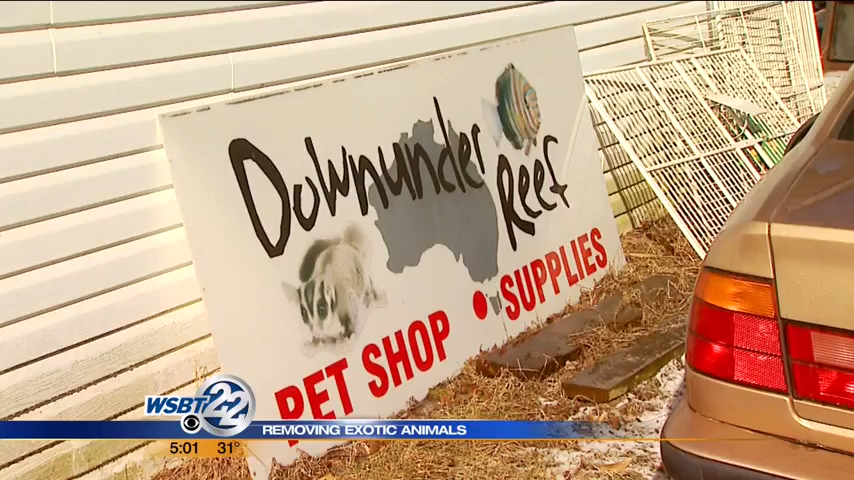 Downunder
Reef
PET SHOP • SUPPLIES
WSBT 22
REMOVING EXOTIC ANIMALS
5:01 31°